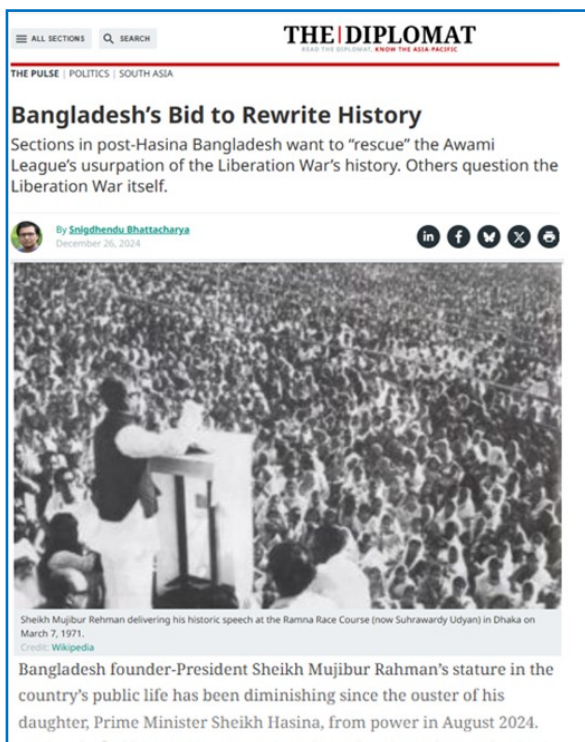 ALL SECTIONS
SEARCH
THE|DIPLOMAT
READ THE DIPLOMAT, KNOW THE ASIA-PACIFIC
THE PULSE | POLITICS | SOUTH ASIA
Bangladesh’s Bid to Rewrite History
Sections in post-Hasina Bangladesh want to “rescue” the Awami
League’s usurpation of the Liberation War’s history. Others question the
Liberation War itself.
By Snigdhendu Bhattacharya
December 26, 2024
Sheikh Mujibur Rehman delivering his historic speech at the Ramna Race Course (now Suhrawardy Udyan) in Dhaka on
March 7, 1971.
Credit: Wikipedia
Bangladesh founder-President Sheikh Mujibur Rahman’s stature in the
country’s public life has been diminishing since the ouster of his
daughter, Prime Minister Sheikh Hasina, from power in August 2024.